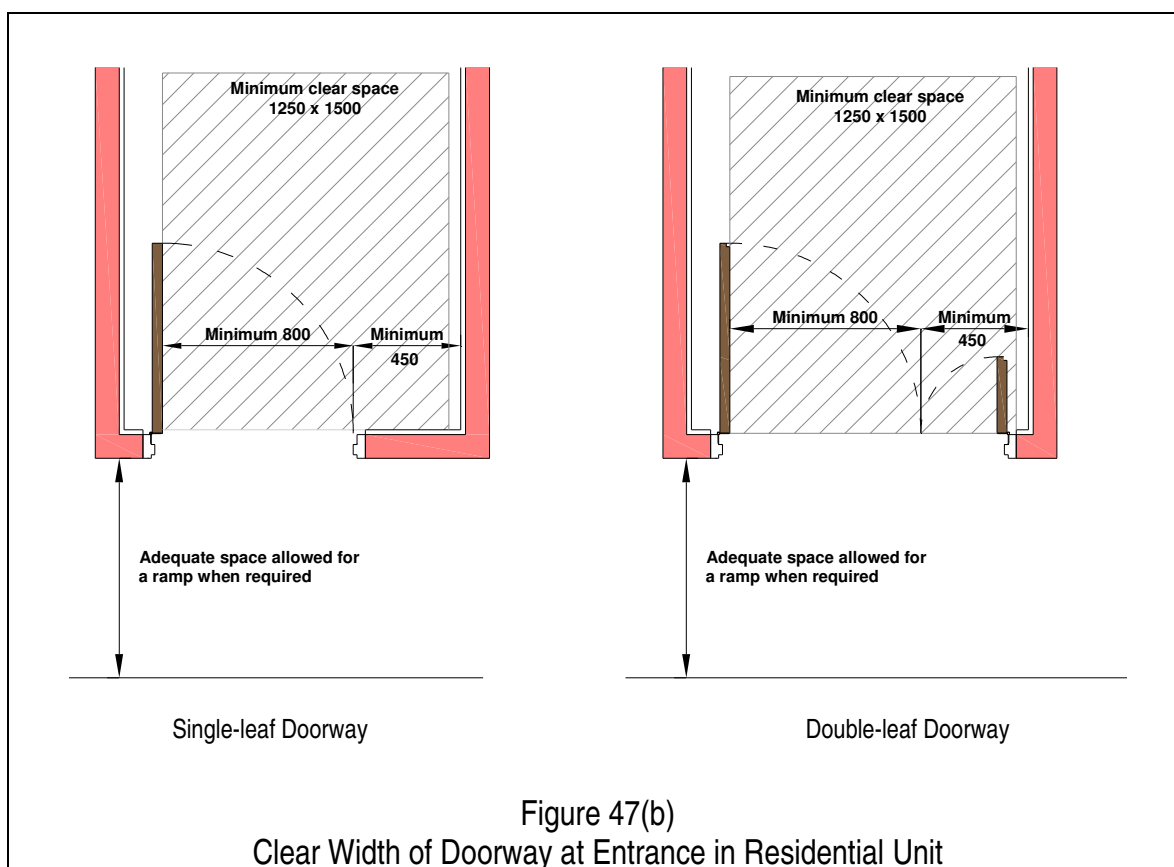 Minimum clear space
1250 x 1500
Minimum 800
Minimum
450
Adequate space allowed for
a ramp when required
Single-leaf Doorway
Minimum clear space
1250 x 1500
Minimum 800
Minimum
450
Adequate space allowed for
a ramp when required
Double-leaf Doorway
Figure 47(b)
Clear Width of Doorway at Entrance in Residential Unit